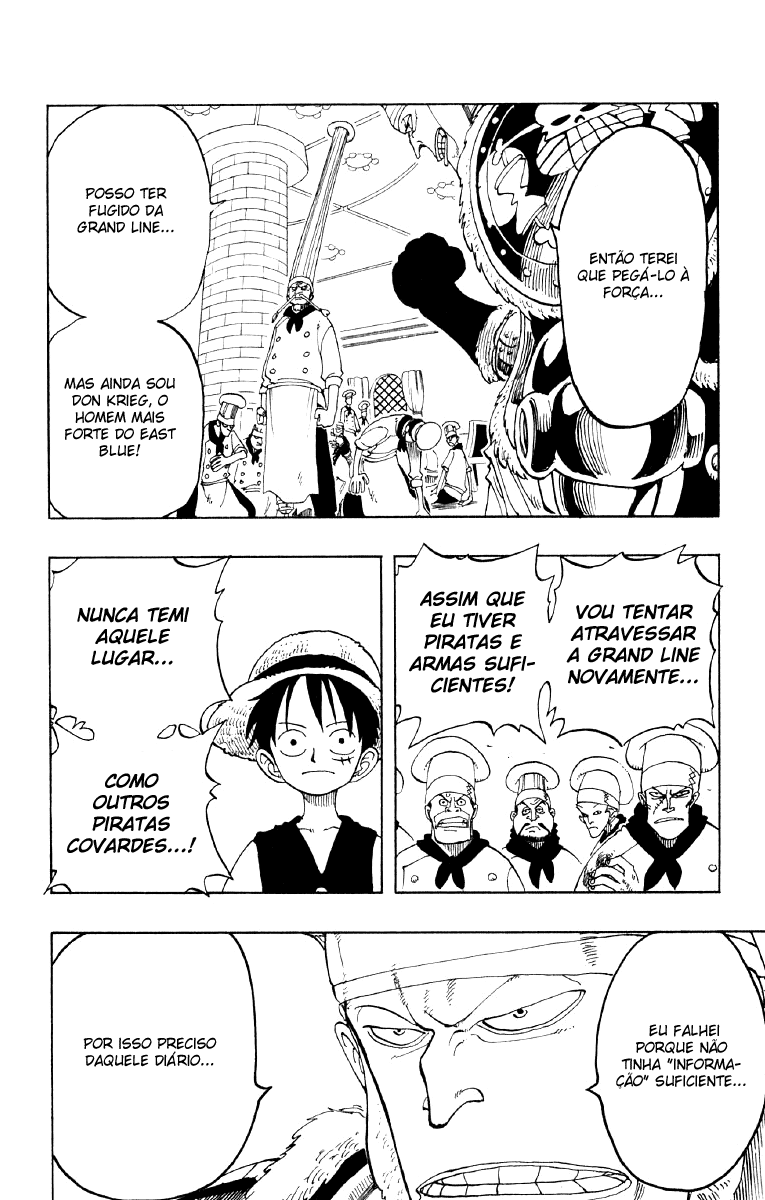 ENTÃO TEREI
QUE PEGÁ-LO À
FORÇA...
POSSO TER
FUGIDO DA
GRAND LINE...
MAS AINDA SOU
DON KRIEG, O
HOMEM MAIS
FORTE DO EAST
BLUE!
VOU TENTAR
ATRAVESSAR
A GRAND LINE
NOVAMENTE...
ASSIM QUE
EU TIVER
PIRATAS E
ARMAS SUFI-
CIENTES!
NUNCA TEMI
AQUELE
LUGAR...
COMO
OUTROS
PIRATAS
COVARDES...!
EU FALHEI
PORQUE NÃO
TINHA "INFORMA-
ÇÃO" SUFICIENTE...
POR ISSO PRECISO
DAQUELE DIÁRIO...